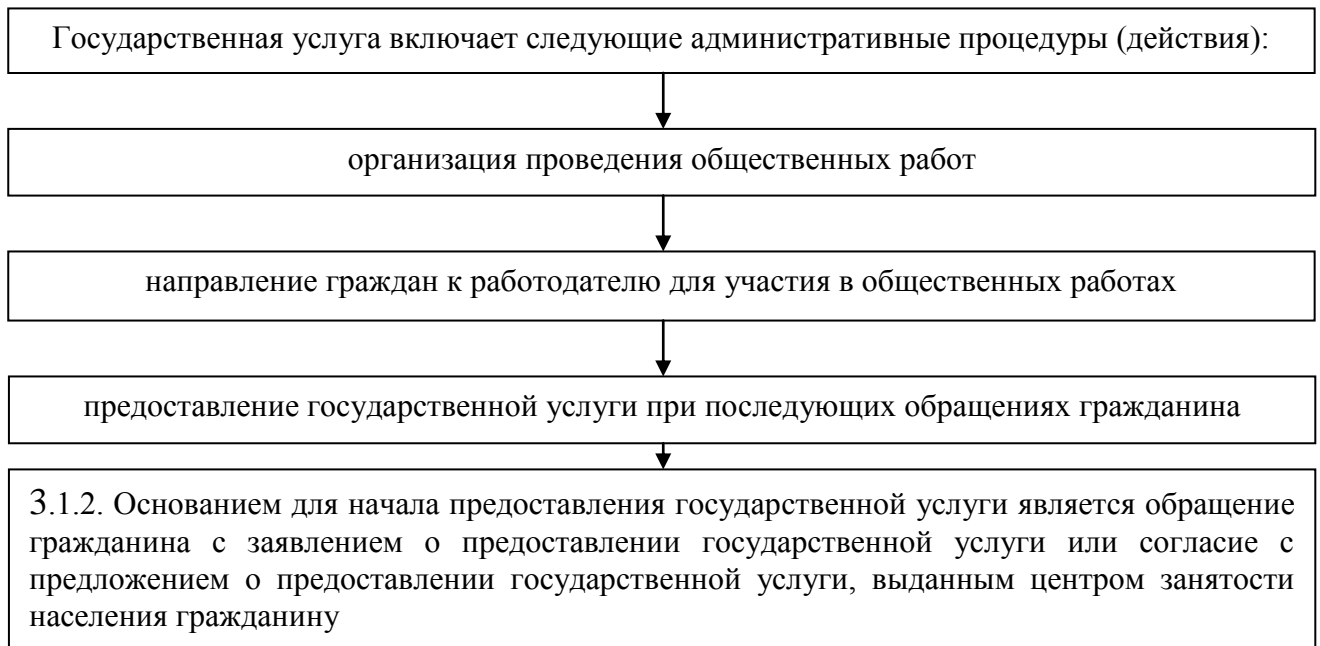 Государственная услуга включает следующие административные процедуры (действия):
организация проведения общественных работ
направление граждан к работодателю для участия в общественных работах
предоставление государственной услуги при последующих обращениях гражданина
3.1.2. Основанием для начала предоставления государственной услуги является обращение
гражданина с заявлением о предоставлении государственной услуги или согласие с
предложением о предоставлении государственной услуги, выданным центром занятости
населения гражданину